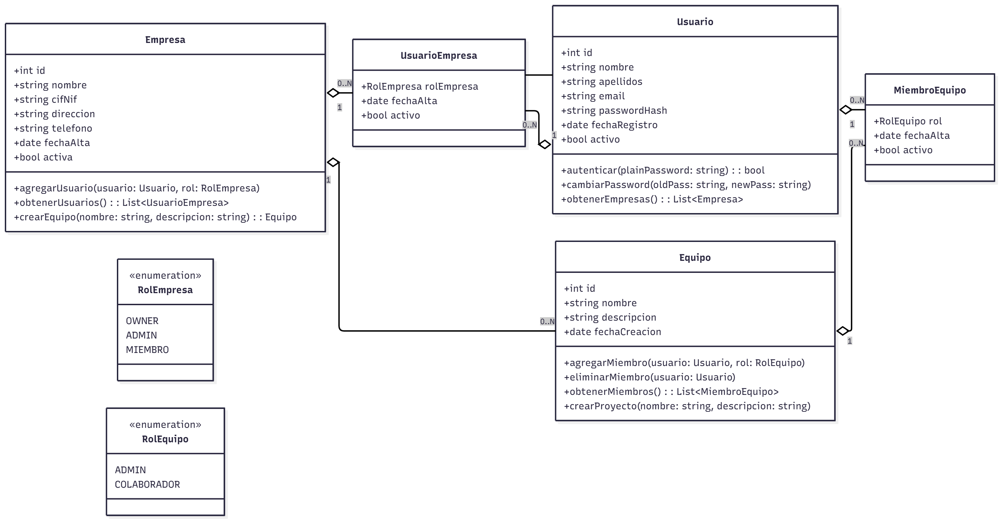 Empresa
+int id
+string nombre
+string cifNif
+string direccion
+string telefono
+date fechaAlta
+bool activa
+agregarUsuario(usuario: Usuario, rol: RolEmpresa)
+obtenerUsuarios() : : List<UsuarioEmpresa>
+crearEquipo(nombre: string, descripcion: string) : : Equipo
0..N
1
1
UsuarioEmpresa
+RolEmpresa rolEmpresa
+date fechaAlta
+bool activo
0..N
1
Usuario
+int id
+string nombre
+string apellidos
+string email
+string passwordHash
+date fechaRegistro
+bool activo
+autenticar(plainPassword: string) : : bool
+cambiarPassword(oldPass: string, newPass: string)
+obtenerEmpresas() : : List<Empresa>
0..N
1
0..N
MiembroEquipo
+RolEquipo rol
+date fechaAlta
+bool activo
«enumeration»
RolEmpresa
OWNER
ADMIN
MIEMBRO
0..N
Equipo
+int id
+string nombre
+string descripcion
+date fechaCreacion
+agregarMiembro(usuario: Usuario, rol: RolEquipo)
+eliminarMiembro(usuario: Usuario)
+obtenerMiembros() : : List<MiembroEquipo>
+crearProyecto(nombre: string, descripcion: string)
1
«enumeration»
RolEquipo
ADMIN
COLABORADOR